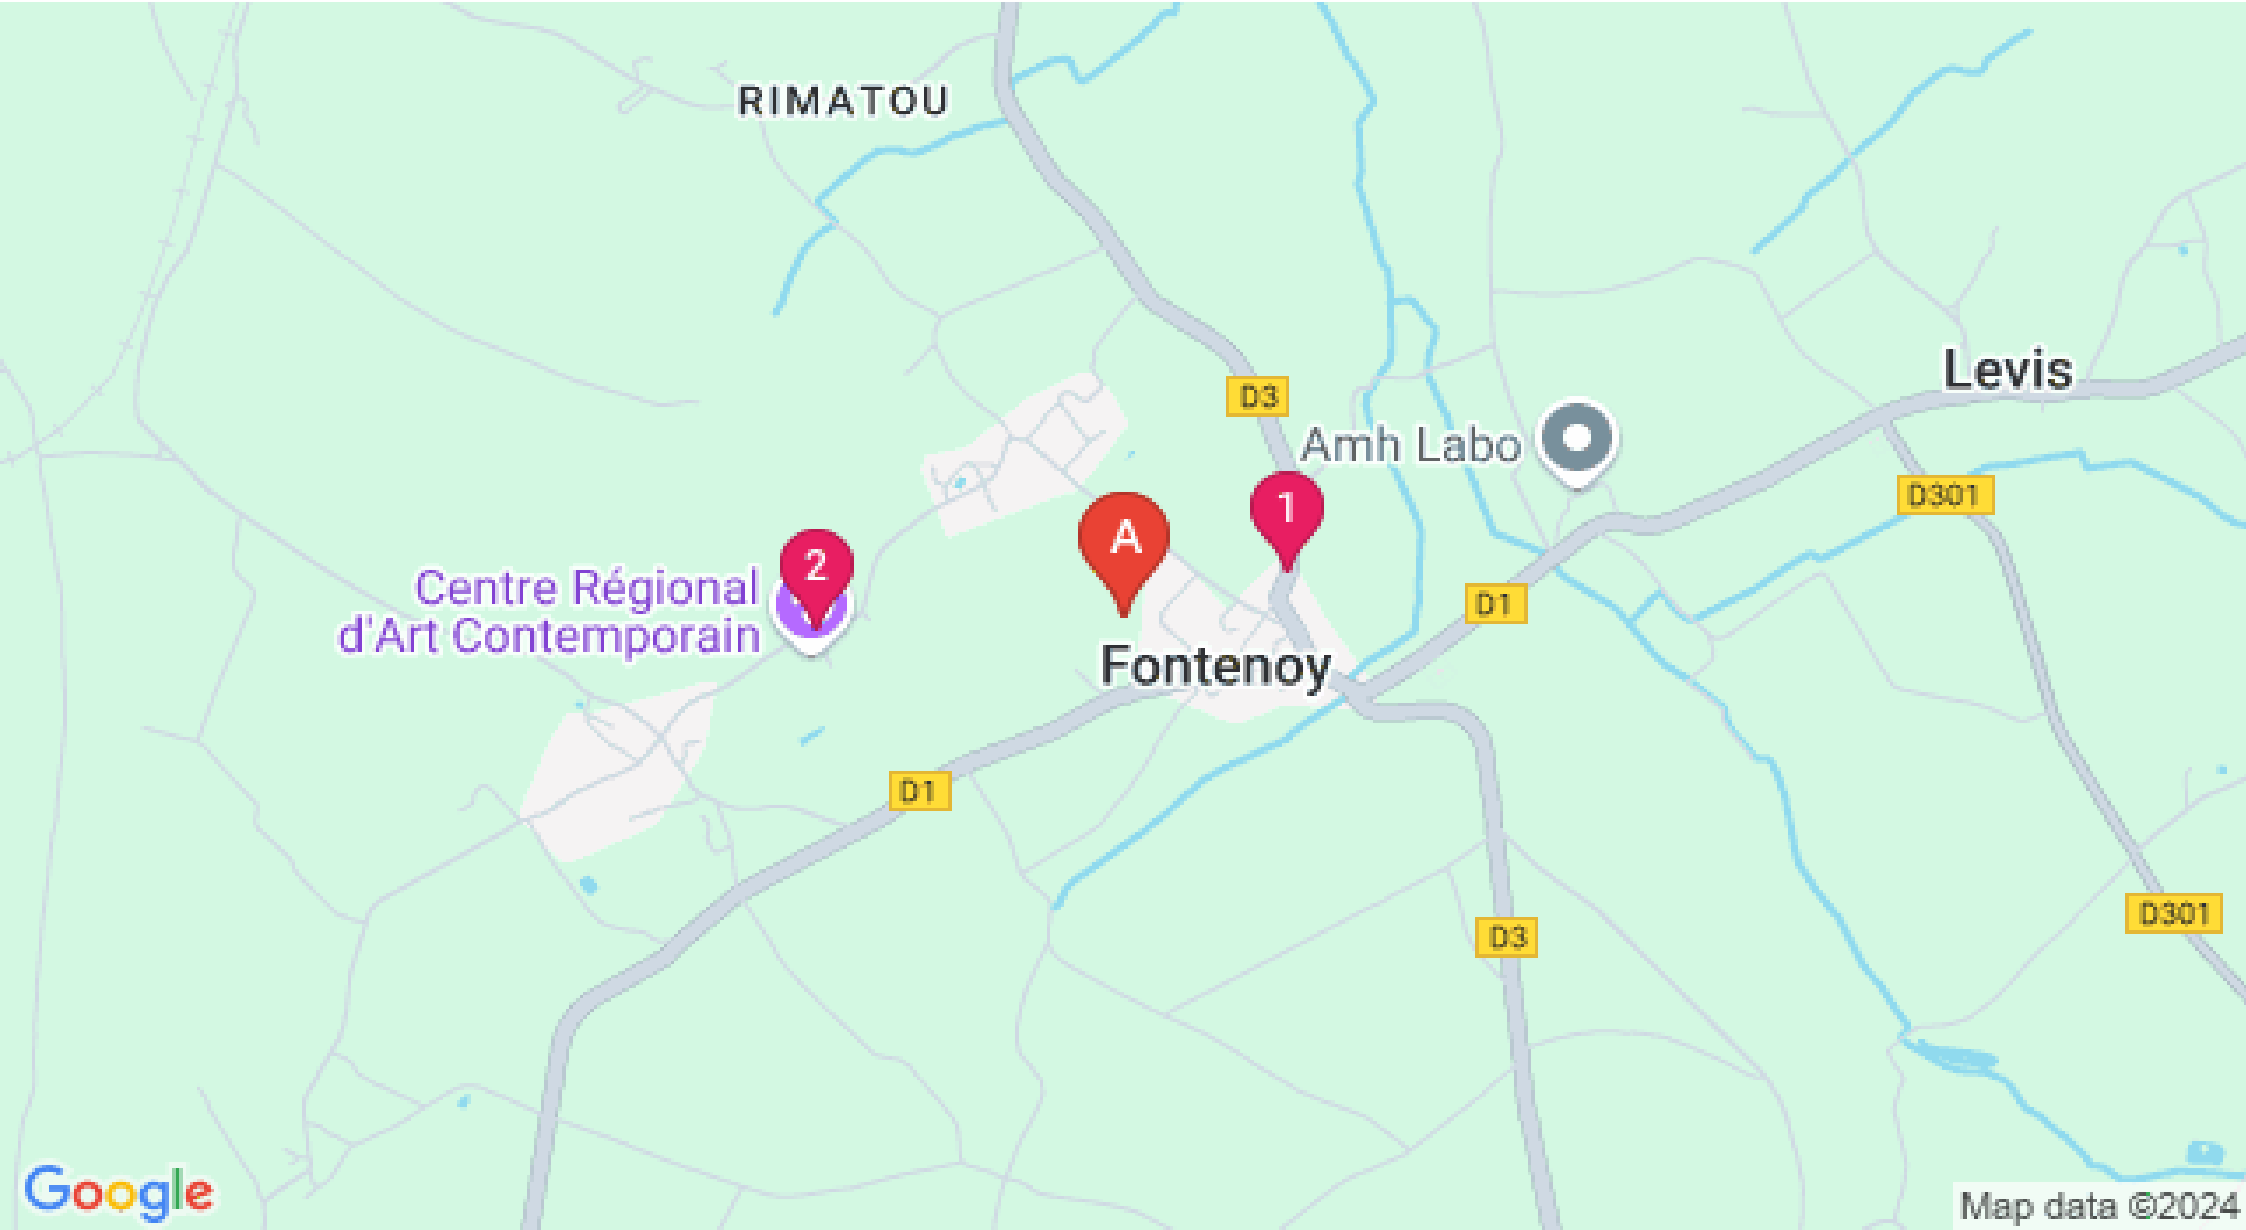 RIMATOU
D3
Levis
Amh Labo
D301
1
A
2
Centre Régional
d'Art Contemporain
D1
Fontenoy
D1
D3
D301
Google
Map data ©2024